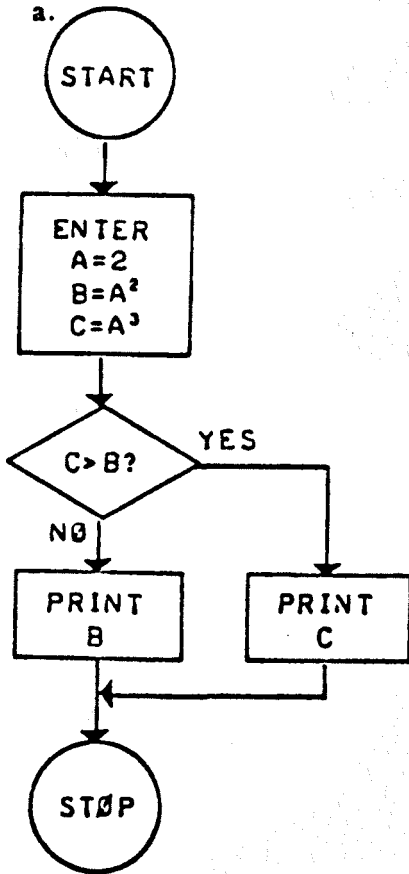 a.
START
ENTER
A=2
B=A²
C=A³
C>B?
YES
NØ
PRINT
B
PRINT
C
STØP